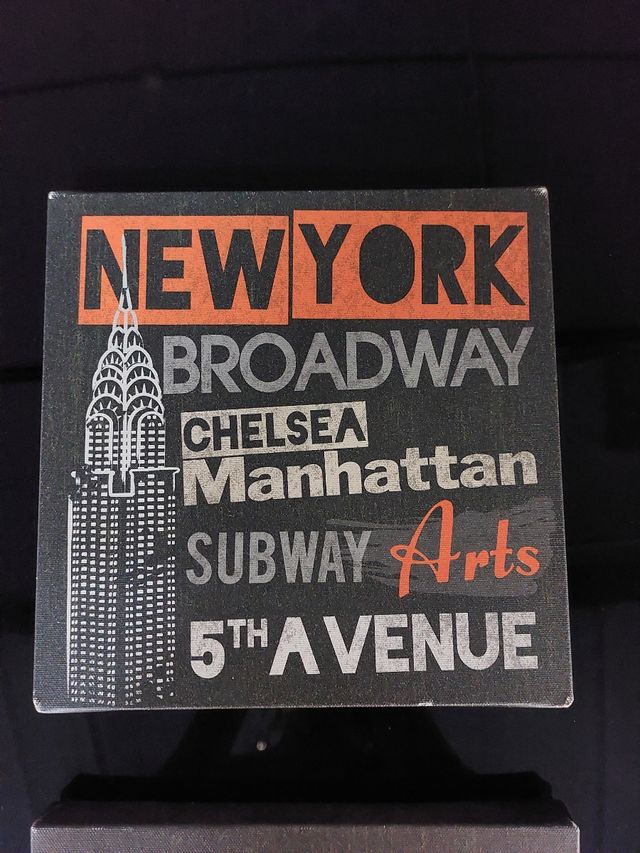 NEW YORK
BROADWAY
CHELSEA
Manhattan
SUBWAY Arts
5TH AVENUE